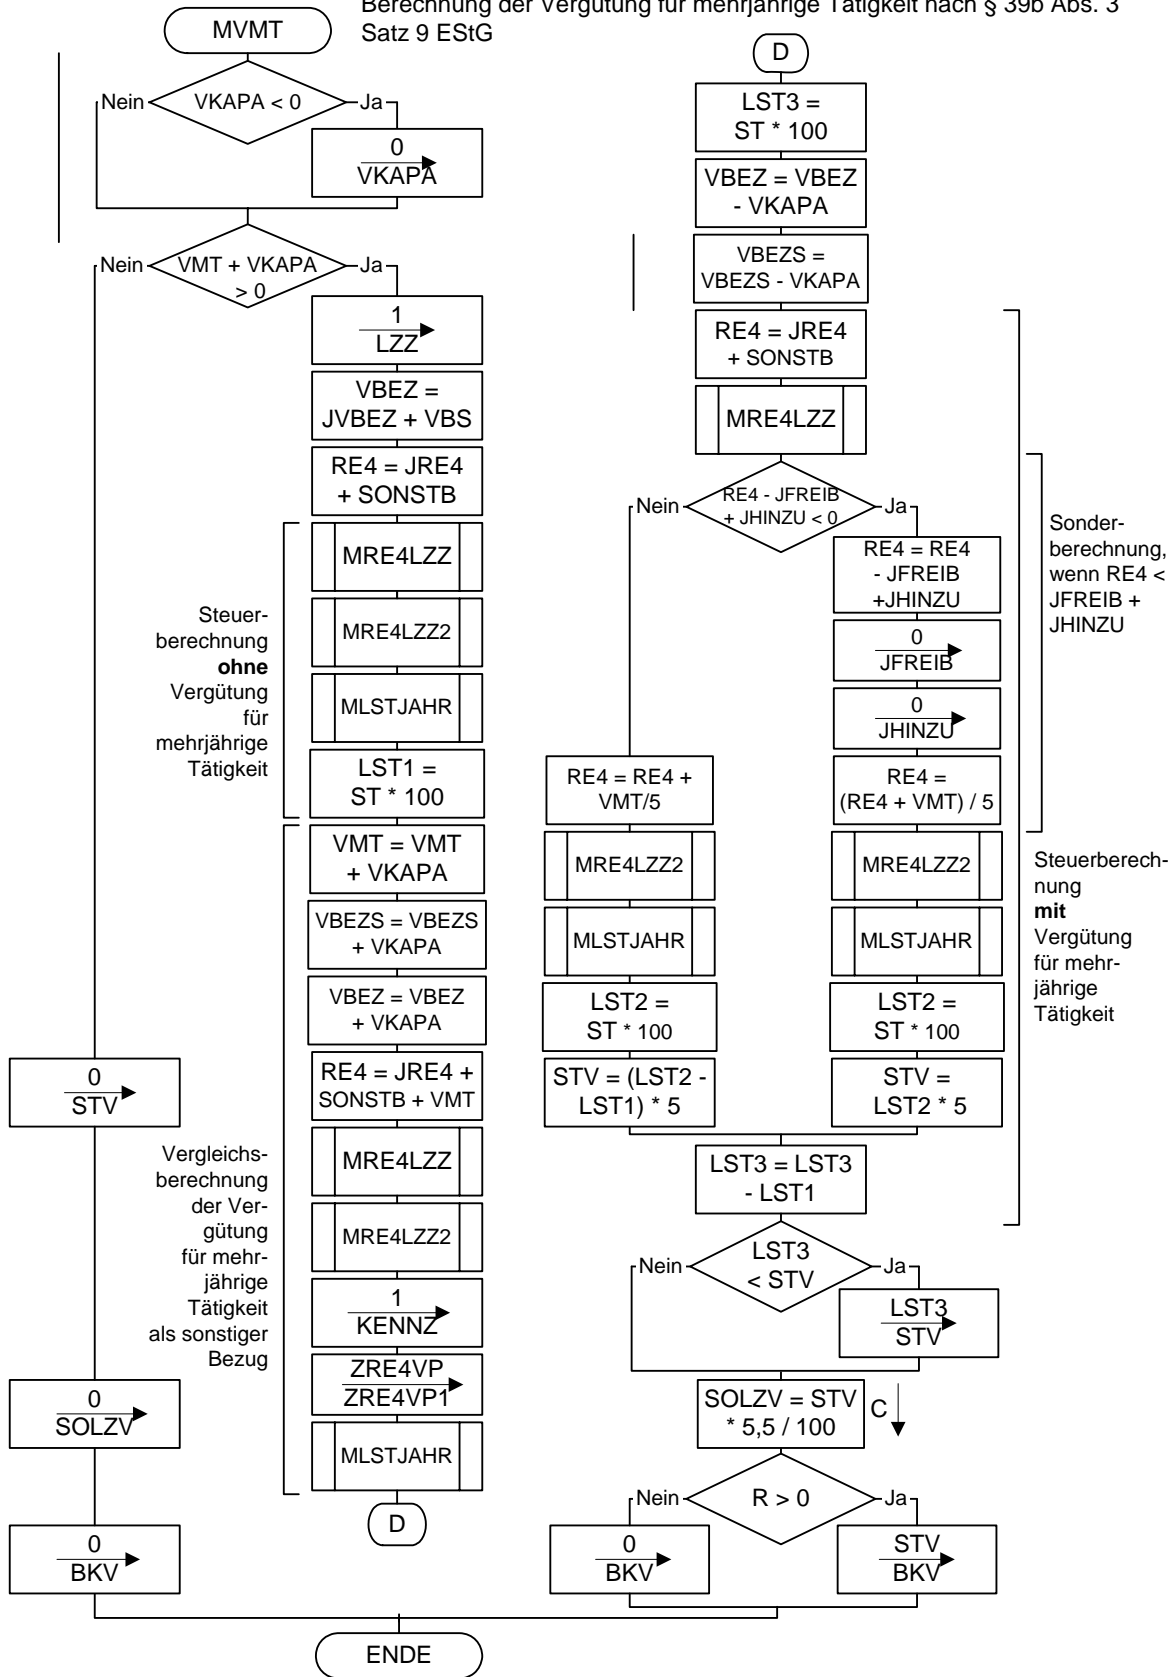 Berechnung der Vergütung für mehrjährige Tätigkeit nach § 39b Abs. 3
Satz 9 EStG
MVMT
Nein
VKAPA < 0
Ja
0
VKAPA
Nein
VMT + VKAPA
> 0
Ja
1
LZZ
VBEZ =
JVBEZ + VBS
RE4 = JRE4
+ SONSTB
Steuer-
berechnung
ohne
Vergütung
für
mehrjährige
Tätigkeit
MRE4LZZ
MRE4LZZ2
MLSTJAHR
LST1 =
ST * 100
VMT = VMT
+ VKAPA
VBEZS = VBEZS
+ VKAPA
VBEZ = VBEZ
+ VKAPA
RE4 = JRE4 +
SONSTB + VMT
0
STV
Vergleichs-
berechnung
der Ver-
gütung
für mehr-
jährige
Tätigkeit
als sonstiger
Bezug
MRE4LZZ
MRE4LZZ2
1
KENNZ
ZRE4VP
ZRE4VP1
MLSTJAHR
D
0
SOLZV
0
BKV
D
LST3 =
ST * 100
VBEZ = VBEZ
- VKAPA
VBEZS =
VBEZS - VKAPA
RE4 = JRE4
+ SONSTB
MRE4LZZ
Nein
RE4 - JFREIB
+ JHINZU < 0
Ja
RE4 = RE4
- JFREIB
+JHINZU
0
JFREIB
0
JHINZU
Sonder-
berechnung,
wenn RE4 <
JFREIB +
JHINZU
RE4 = RE4 +
VMT/5
RE4 =
(RE4 + VMT) / 5
MRE4LZZ2
MRE4LZZ2
MLSTJAHR
MLSTJAHR
LST2 =
ST * 100
LST2 =
ST * 100
STV = (LST2 -
LST1) * 5
STV =
LST2 * 5
Steuerberech-
nung
mit
Vergütung
für mehr-
jährige
Tätigkeit
LST3 = LST3
- LST1
Nein
LST3
< STV
Ja
LST3
STV
SOLZV = STV
* 5,5 / 100
C
Nein
R > 0
Ja
0
BKV
STV
BKV
ENDE